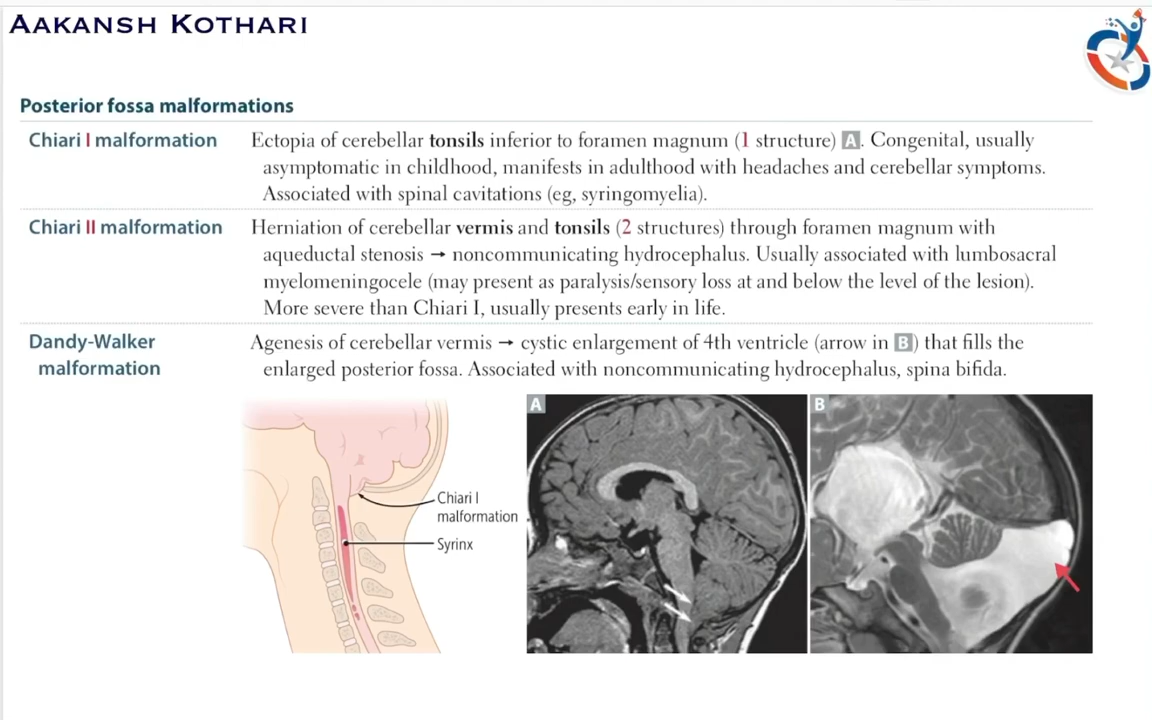 AAKANSH KOTHARI
Posterior fossa malformations
Chiari I malformation
Ectopia of cerebellar tonsils inferior to foramen magnum (1 structure) A. Congenital, usually
asymptomatic in childhood, manifests in adulthood with headaches and cerebellar symptoms.
Associated with spinal cavitations (eg, syringomyelia).
Chiari II malformation
Herniation of cerebellar vermis and tonsils (2 structures) through foramen magnum with
aqueductal stenosis → noncommunicating hydrocephalus. Usually associated with lumbosacral
myelomeningocele (may present as paralysis/sensory loss at and below the level of the lesion).
More severe than Chiari I, usually presents early in life.
Dandy-Walker
malformation
Agenesis of cerebellar vermis → cystic enlargement of 4th ventricle (arrow in B) that fills the
enlarged posterior fossa. Associated with noncommunicating hydrocephalus, spina bifida.
A
B
Chiari I
malformation
Syrinx